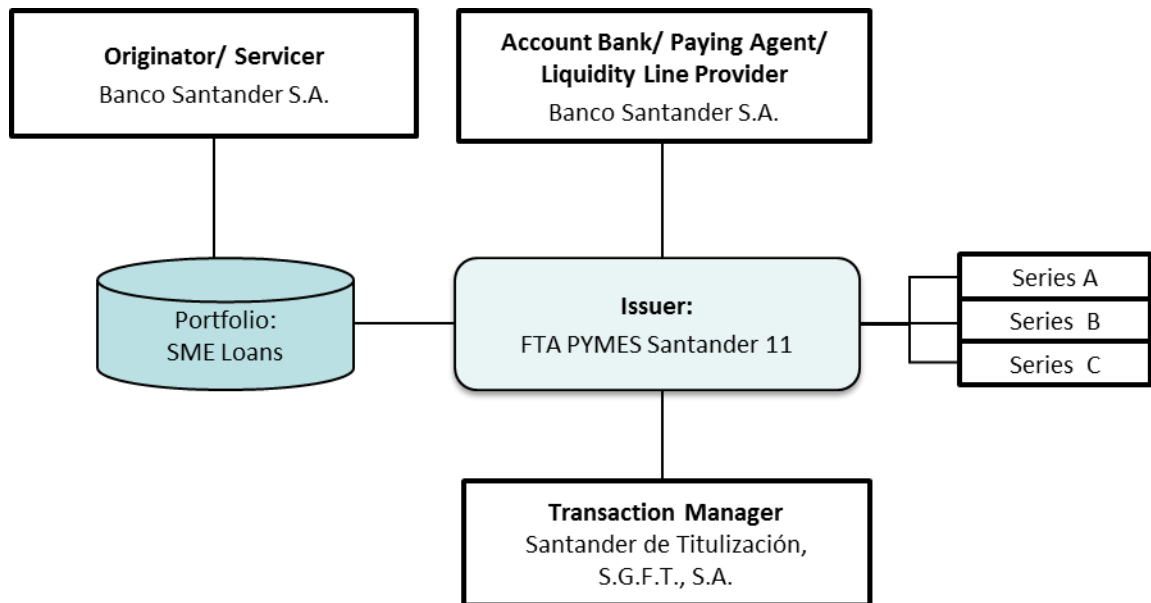 Originator/ Servicer
Banco Santander S.A.
Account Bank/ Paying Agent/
Liquidity Line Provider
Banco Santander S.A.
Portfolio:
SME Loans
Issuer:
FTA PYMES Santander 11
Series A
Series B
Series C
Transaction Manager
Santander de Titulización,
S.G.F.T., S.A.